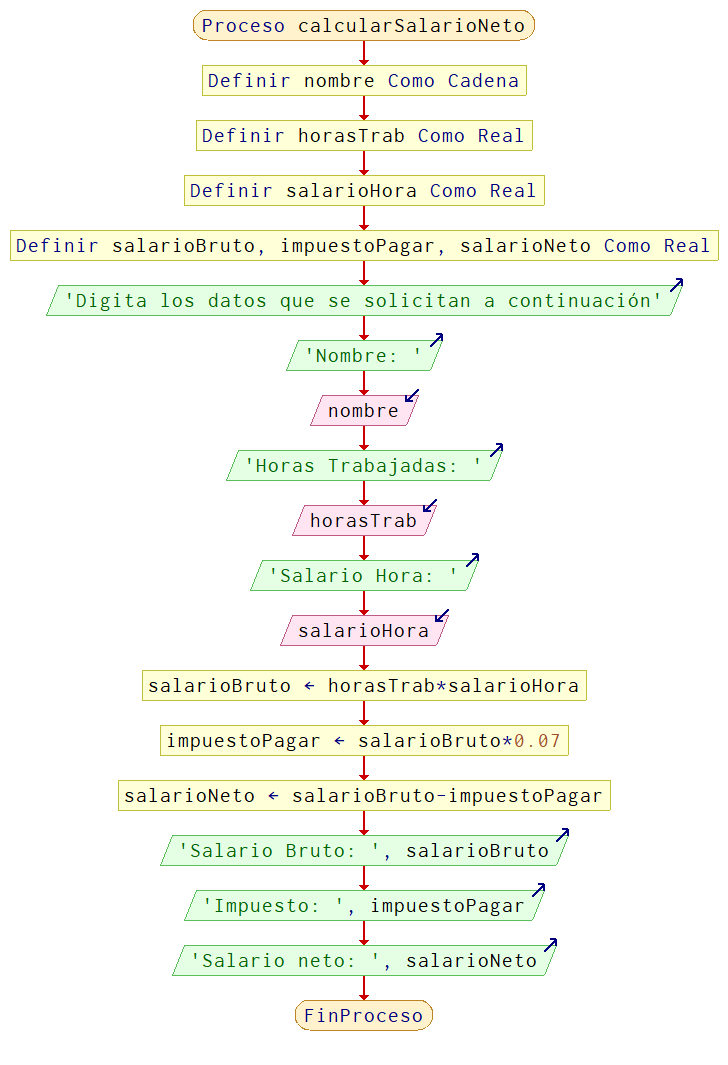 Proceso calcularSalarioNeto
Definir nombre Como Cadena
Definir horasTrab Como Real
Definir salarioHora Como Real
Definir salarioBruto, impuestoPagar, salarioNeto Como Real
'Digita los datos que se solicitan a continuación'
'Nombre: '
nombre
'Horas Trabajadas: '
horasTrab
'Salario Hora: '
salarioHora
salarioBruto ← horasTrab*salarioHora
impuestoPagar ← salarioBruto*0.07
salarioNeto ← salarioBruto-impuestoPagar
'Salario Bruto: ', salarioBruto
'Impuesto: ', impuestoPagar
'Salario neto: ', salarioNeto
FinProceso